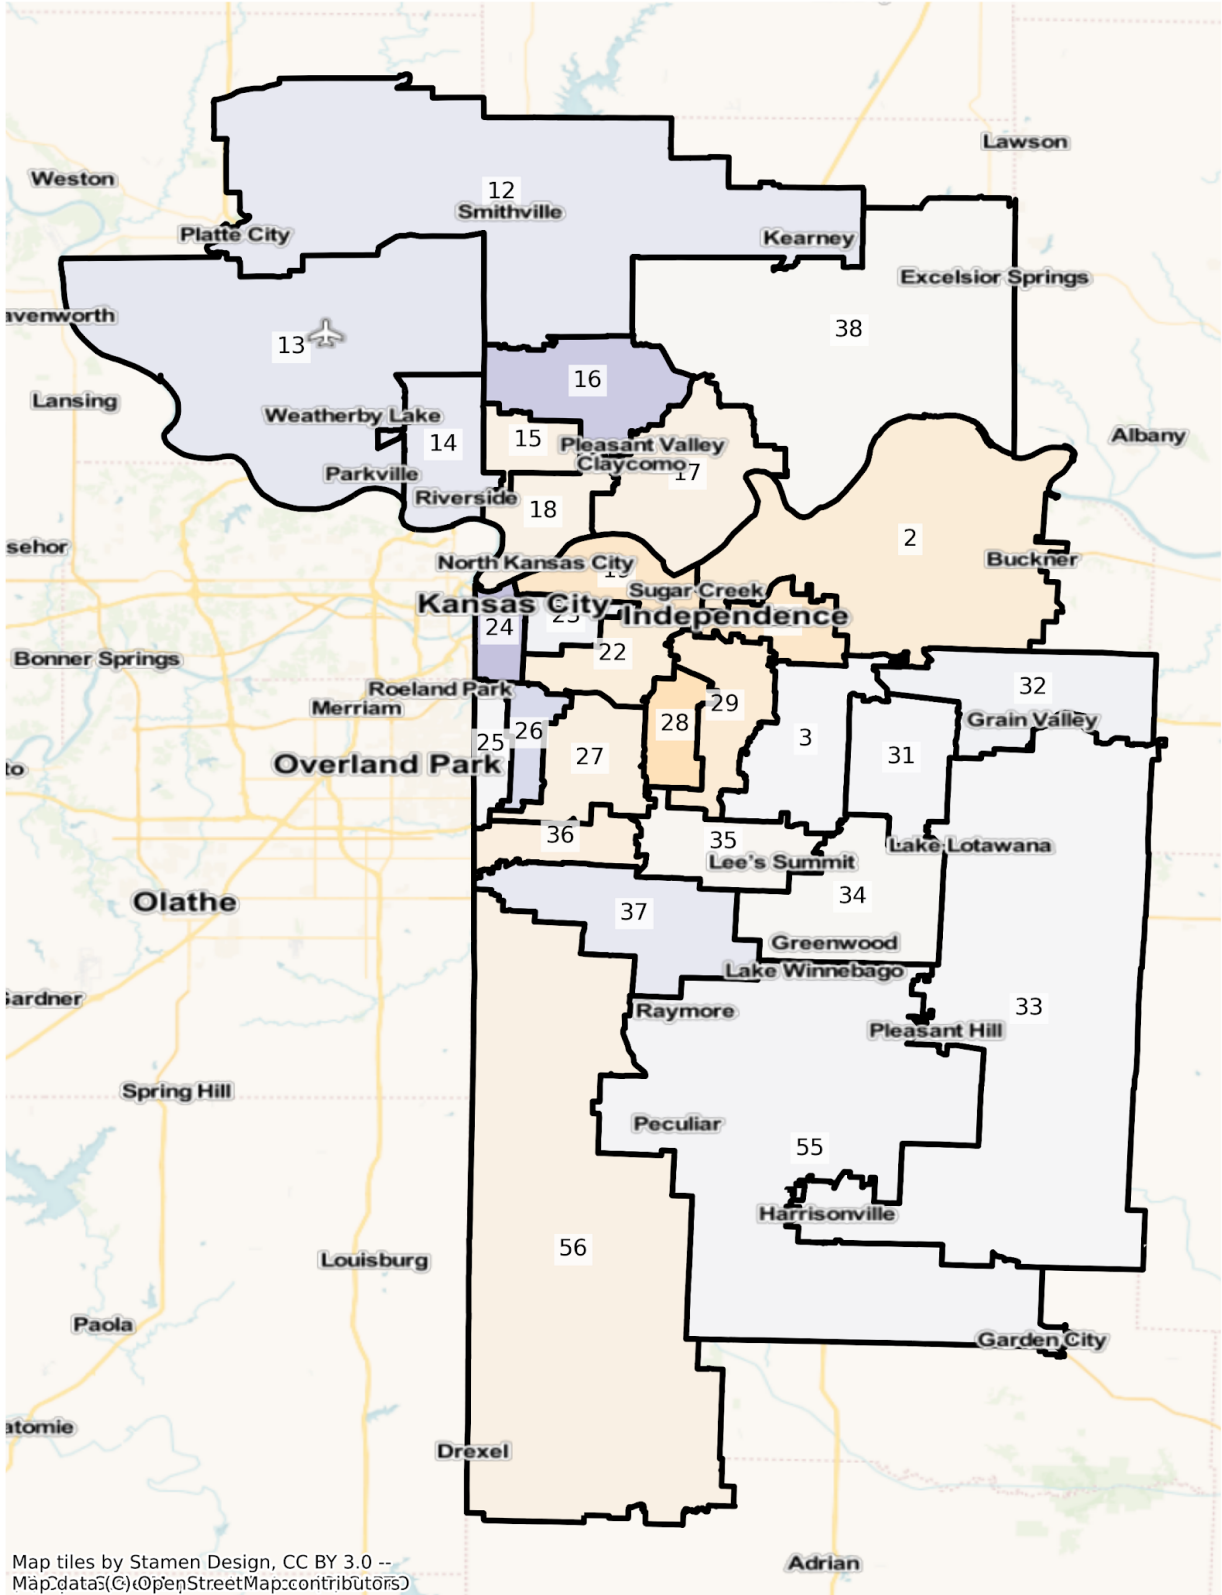 Lawson
Weston
12
Smithville
Platte City
Kearney
Excelsior Springs
avenworth
38
13
16
Lansing
Weatherby Lake
Albany
15
14
Pleasant Valley
Claycomo
17
Parkville
Riverside
18
2
sehor
Buckner
North Kansas City
19
Sugar Creek
Kansas City
Independence
23
24
22
Bonner Springs
32
Roeland Park
Merriam
29
Grain Valley
28
26
3
25
31
27
Overland Park
to
36
35
Lake Lotawana
Lee's Summit
34
Olathe
37
Greenwood
Lake Winnebago
Gardner
33
Raymore
Pleasant Hill
Spring Hill
Peculiar
55
Harrisonville
56
Louisburg
Paola
Garden City
atomie
Drexel
Adrian
Map tiles by Stamen Design, CC BY 3.0 --
Map data (C) OpenStreetMap contributors